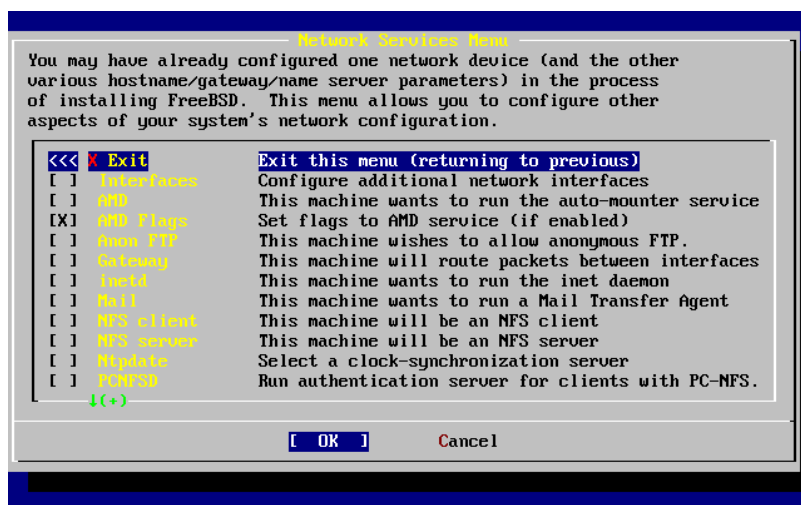 Network Services Menu
You may have already configured one network device (and the other
various hostname/gateway/name server parameters) in the process
of installing FreeBSD.  This menu allows you to configure other
aspects of your system's network configuration.
<<< X Exit Exit this menu (returning to previous)
[ ] Interfaces Configure additional network interfaces
[ ] AMD This machine wants to run the auto-mounter service
[X] AMD Flags Set flags to AMD service (if enabled)
[ ] Anon FTP This machine wishes to allow anonymous FTP.
[ ] Gateway This machine will route packets between interfaces
[ ] inetd This machine wants to run the inet daemon
[ ] Mail This machine wants to run a Mail Transfer Agent
[ ] NFS client This machine will be an NFS client
[ ] NFS server This machine will be an NFS server
[ ] Ntpdate Select a clock-synchronization server
[ ] PCNFSD Run authentication server for clients with PC-NFS.
↓(+)
[ OK ] Cancel